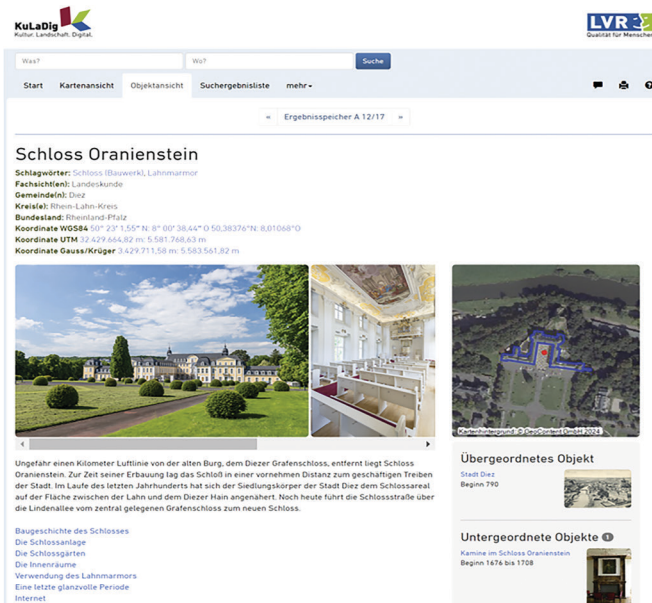 KuLaDig
Kultur. Landschaft. Digital.
LVR
Qualität für Menschen
Was?
Wo?
Suche
Start Kartenansicht Objektansicht Suchergebnisliste mehr
« Ergebnisspeicher A 12/17 »
Schloss Oranienstein
Schlagwörter: Schloss (Bauwerk), Lahnmarmor
Fachsicht(en): Landeskunde
Gemeinde(n): Diez
Kreis(e): Rhein-Lahn-Kreis
Bundesland: Rheinland-Pfalz
Koordinate WGS84 50° 23′ 1,55″ N: 8° 00′ 38,44″ O 50,38376°N: 8,01068°O
Koordinate UTM 32.429.664,82 m: 5.581.768,63 m
Koordinate Gauss/Krüger 3.429.711,58 m: 5.583.561,82 m
Kartenhintergrund: © GeoContent GmbH 2024
Ungefähr einen Kilometer Luftlinie von der alten Burg, dem Diezer Grafenschloss, entfernt liegt Schloss
Oranienstein. Zur Zeit seiner Erbauung lag das Schloß in einer vornehmen Distanz zum geschäftigen Treiben
der Stadt. Im Laufe des letzten Jahrhunderts hat sich der Siedlungskörper der Stadt Diez dem Schlossareal
auf der Fläche zwischen der Lahn und dem Diezer Hain angenähert. Noch heute führt die Schlossstraße über
die Lindenallee vom zentral gelegenen Grafenschloss zum neuen Schloss.
Baugeschichte des Schlosses
Die Schlossanlage
Die Schlossgärten
Die Innenräume
Verwendung des Lahnmarmors
Eine letzte glanzvolle Periode
Internet
Übergeordnetes Objekt
Stadt Diez
Beginn 790
Untergeordnete Objekte 1
Kamine im Schloss Oranienstein
Beginn 1676 bis 1708